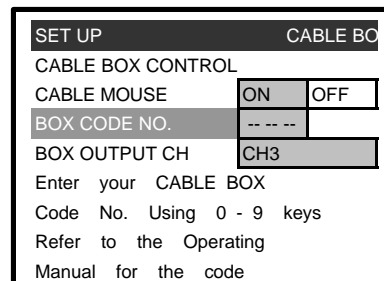 SET UP CABLE BO
CABLE BOX CONTROL
CABLE MOUSE ON OFF
BOX CODE NO. -- -- --
BOX OUTPUT CH CH3
Enter your CABLE BOX
Code No. Using 0 - 9 keys
Refer to the Operating
Manual for the code